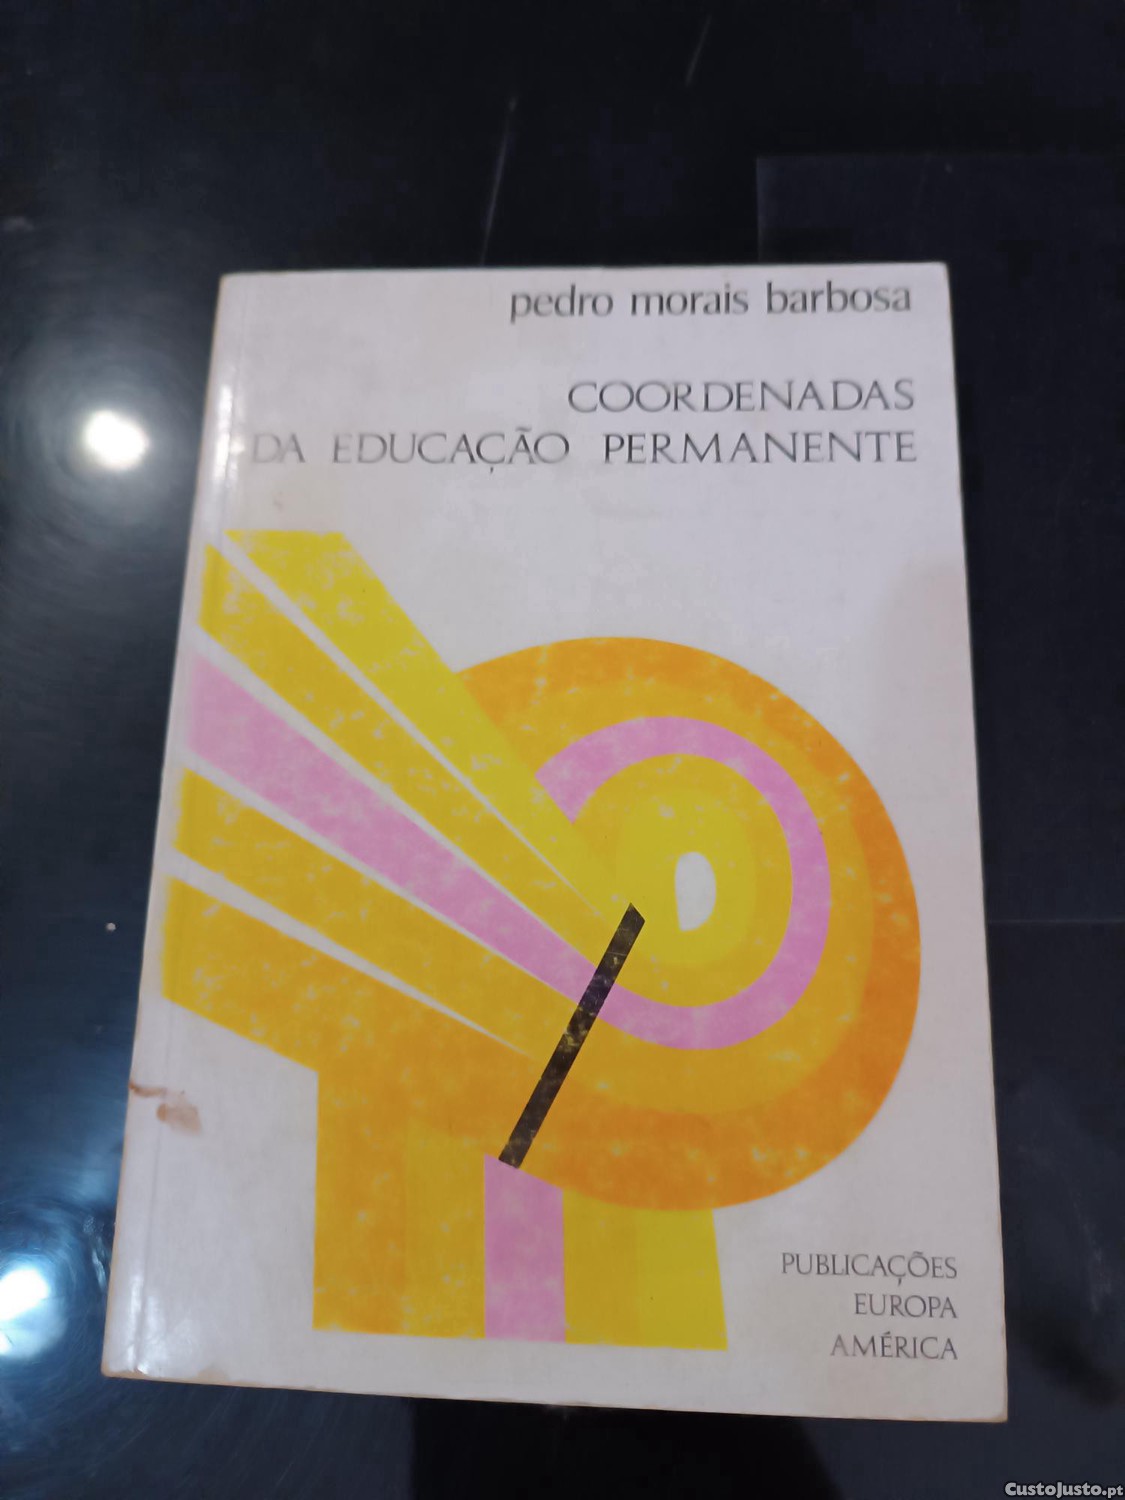 pedro morais barbosa
COORDENADAS
DA EDUCAÇÃO PERMANENTE
PUBLICAÇÕES
EUROPA
AMÉRICA
CustoJusto.pt